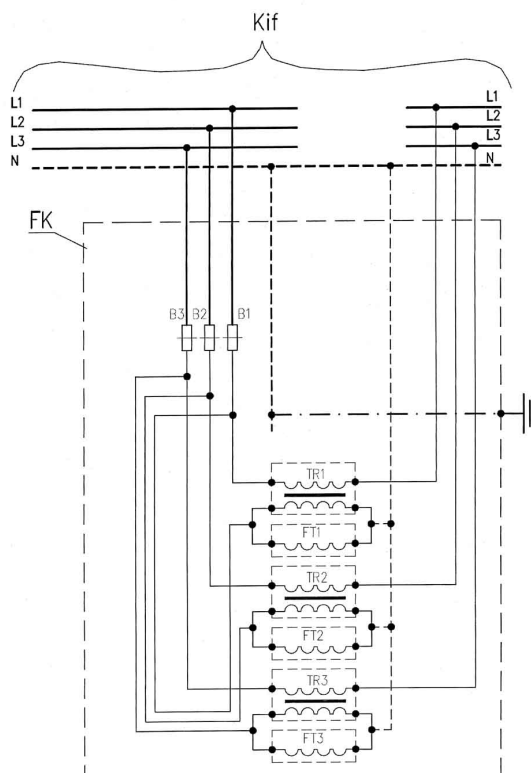 Kif
L1 L1
L2 L2
L3 L3
N N
FK
B3 B2 B1
TR1
FT1
TR2
FT2
TR3
FT3